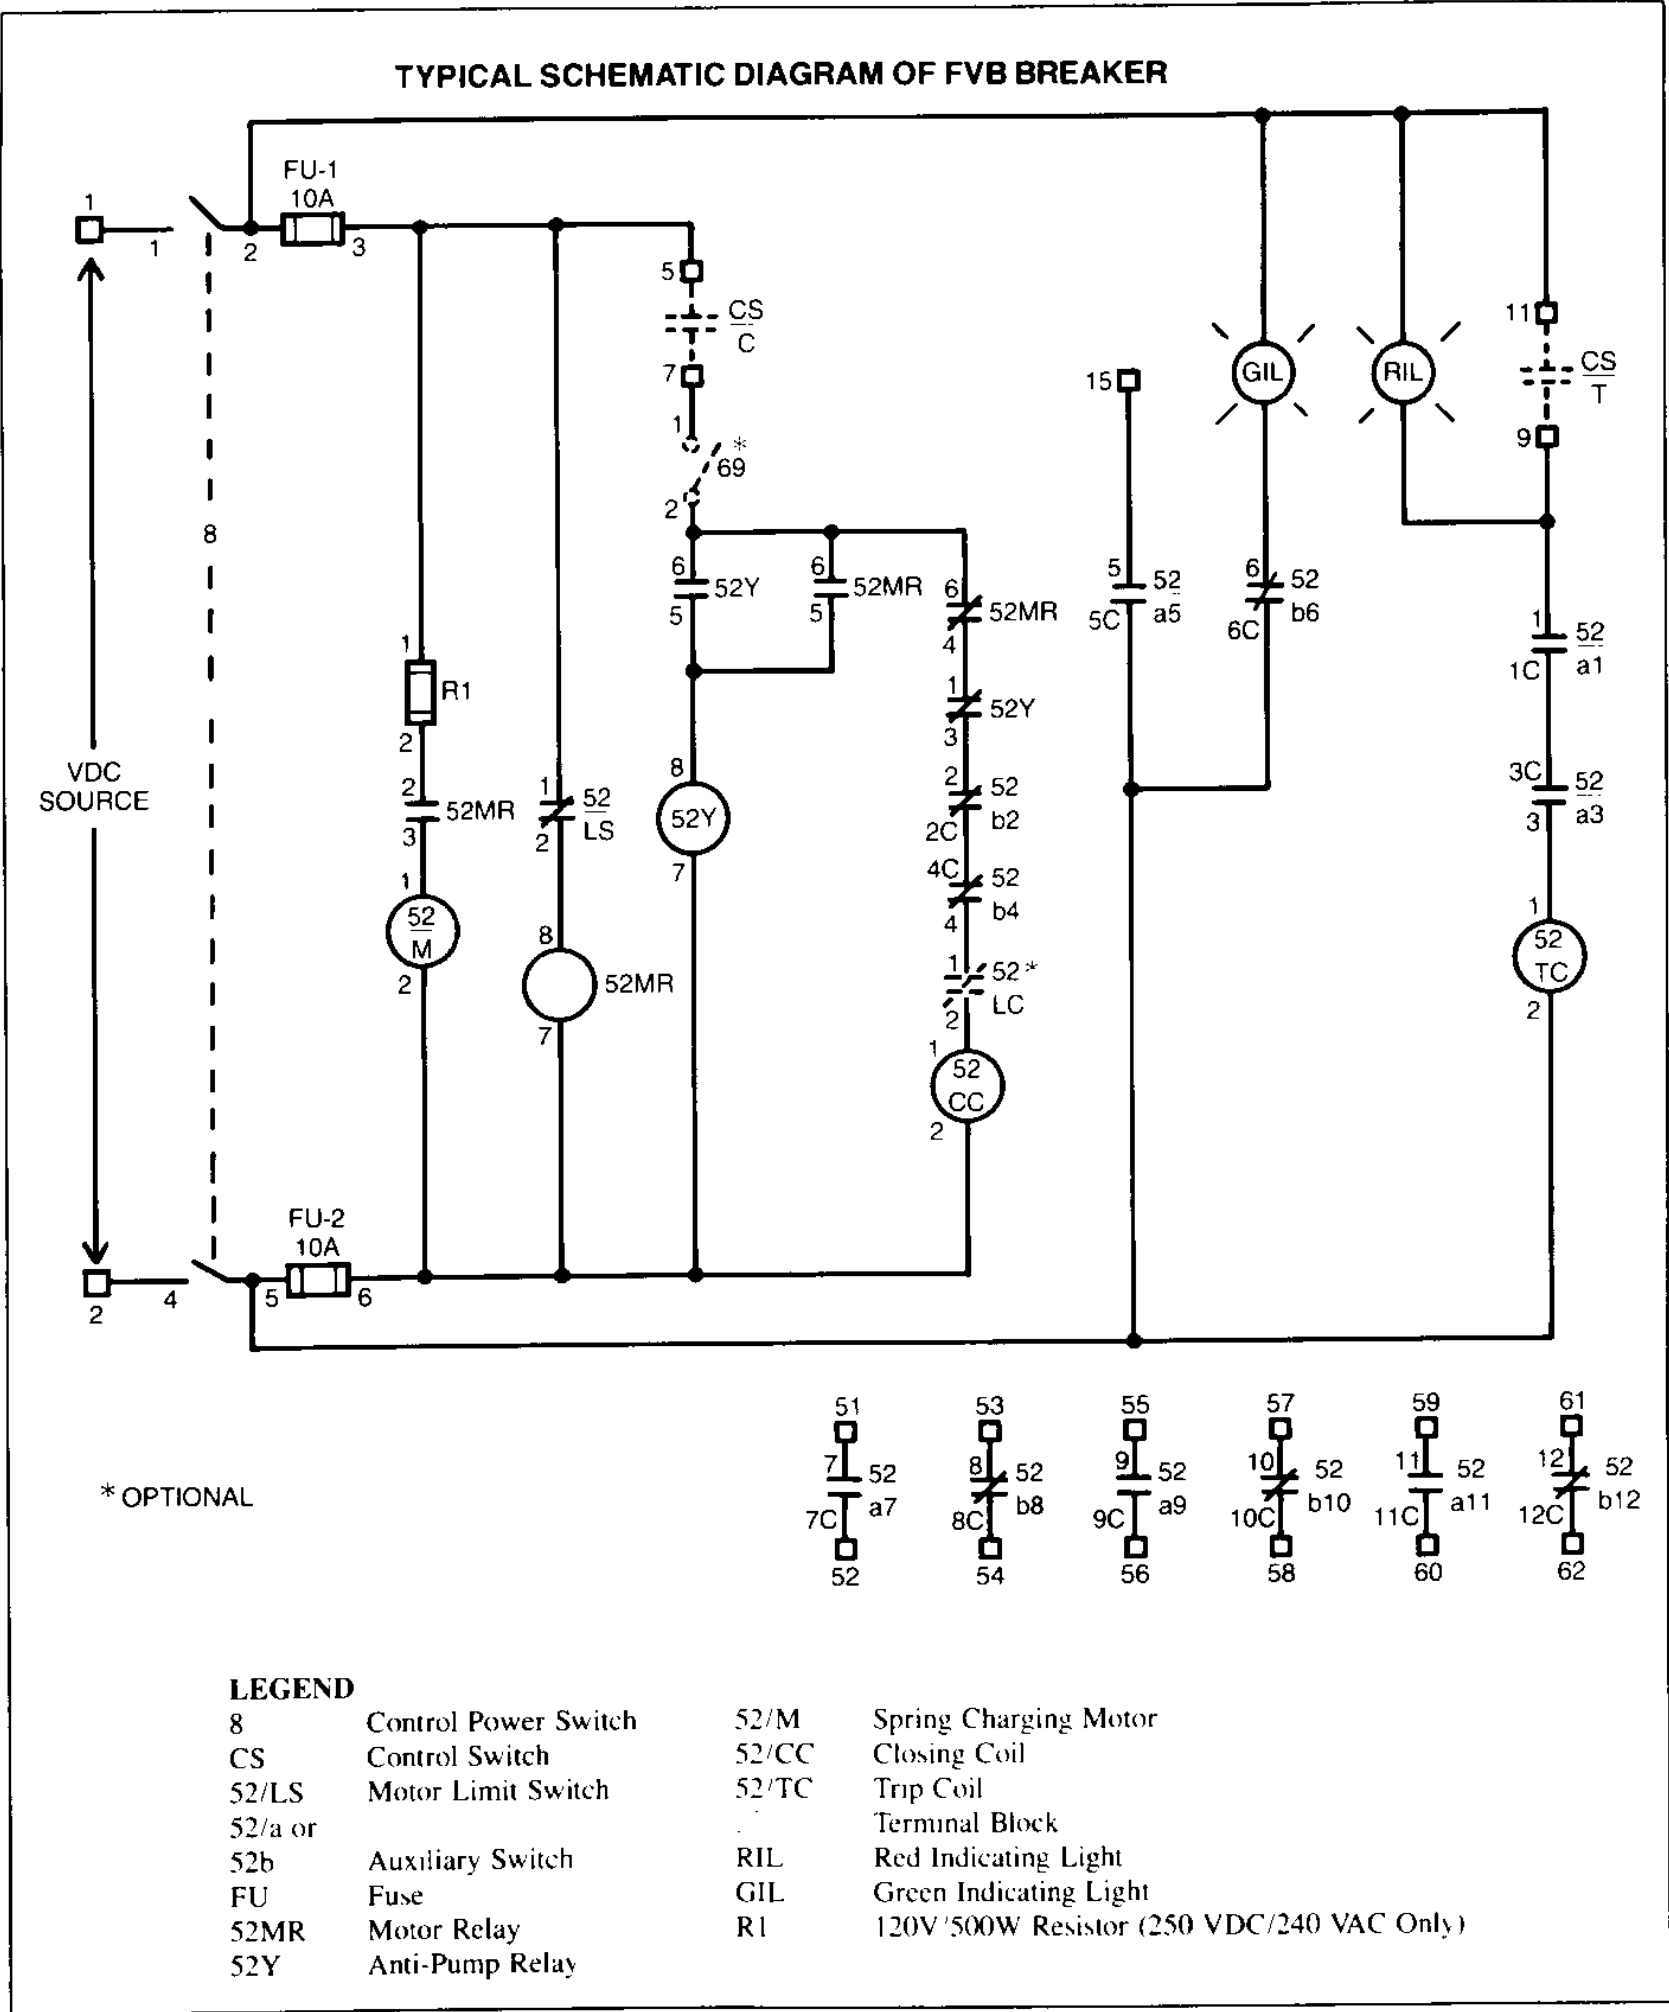 TYPICAL SCHEMATIC DIAGRAM OF FVB BREAKER
FU-1
10A
1
1
2
3
5
CS
C
7
1
*
69
2
11
CS
T
9
15
GIL
RIL
8
VDC
SOURCE
1
R1
2
2
52MR
3
1
52
M
2
1
52
LS
2
8
52MR
7
6
52Y
5
6
52MR
5
8
52Y
7
6
52MR
4
1
52Y
3
2
52
b2
2C
4C
52
b4
4
1
52*
LC
2
1
52
CC
2
5
52
a5
5C
6
52
b6
6C
1
52
a1
1C
3C
52
a3
3
1
52
TC
2
FU-2
10A
2
4
5
6
* OPTIONAL
51
7
52
a7
7C
52
53
8
52
b8
8C
54
55
9
52
a9
9C
56
57
10
52
b10
10C
58
59
11
52
a11
11C
60
61
12
52
b12
12C
62
LEGEND
8 Control Power Switch
CS Control Switch
52/LS Motor Limit Switch
52/a or
52b Auxiliary Switch
FU Fuse
52MR Motor Relay
52Y Anti-Pump Relay
52/M Spring Charging Motor
52/CC Closing Coil
52/TC Trip Coil
Terminal Block
RIL Red Indicating Light
GIL Green Indicating Light
R1 120V/500W Resistor (250 VDC/240 VAC Only)